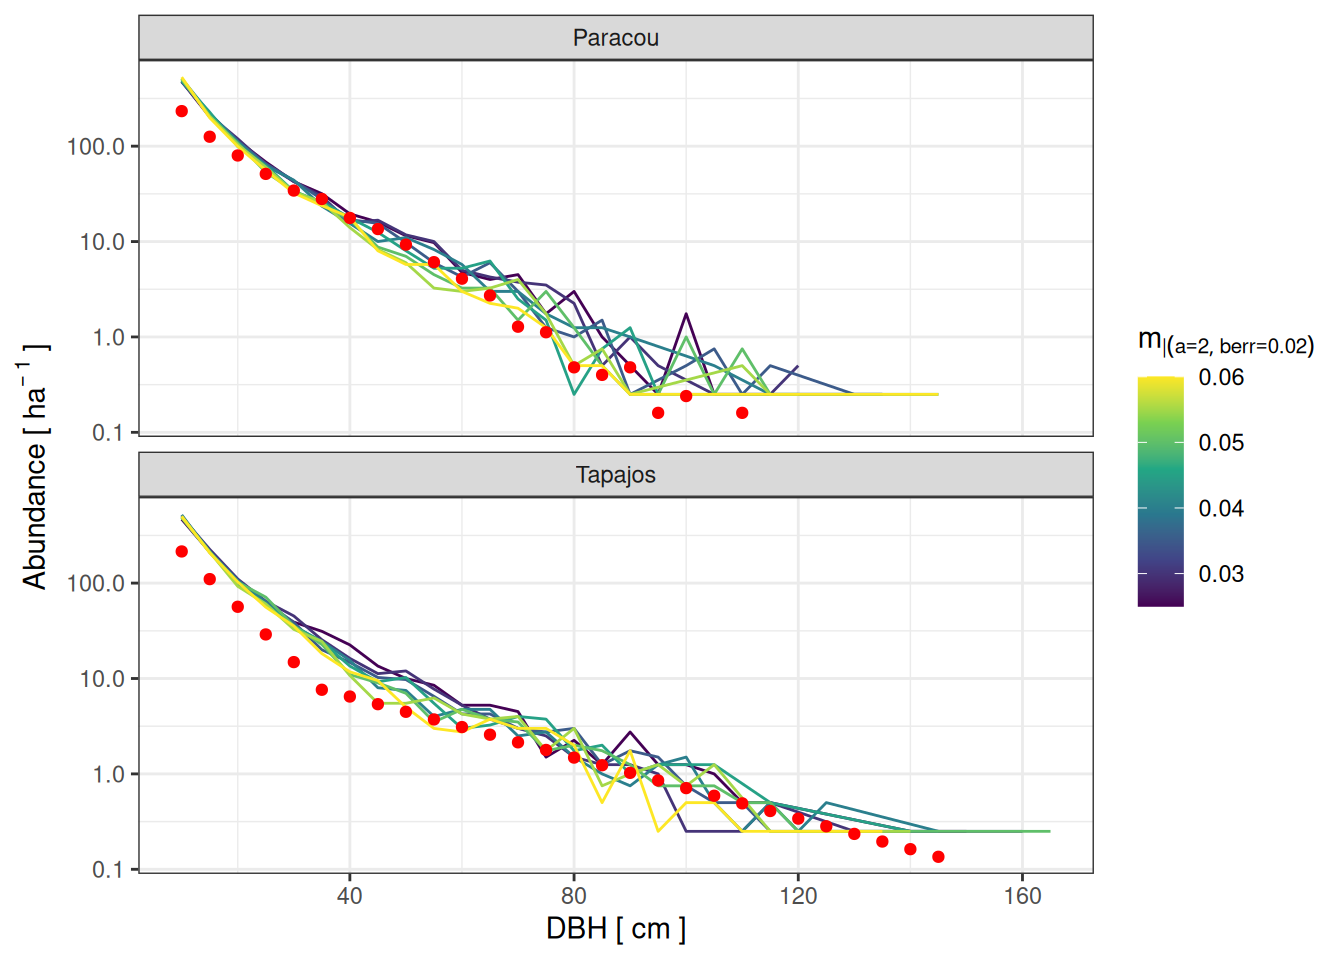 Paracou
100.0
10.0
1.0
0.1
Tapajos
100.0
10.0
1.0
0.1
40 80 120 160
DBH [ cm ]
Abundance [ ha⁻¹ ]
m|(a=2, berr=0.02)
0.06
0.05
0.04
0.03